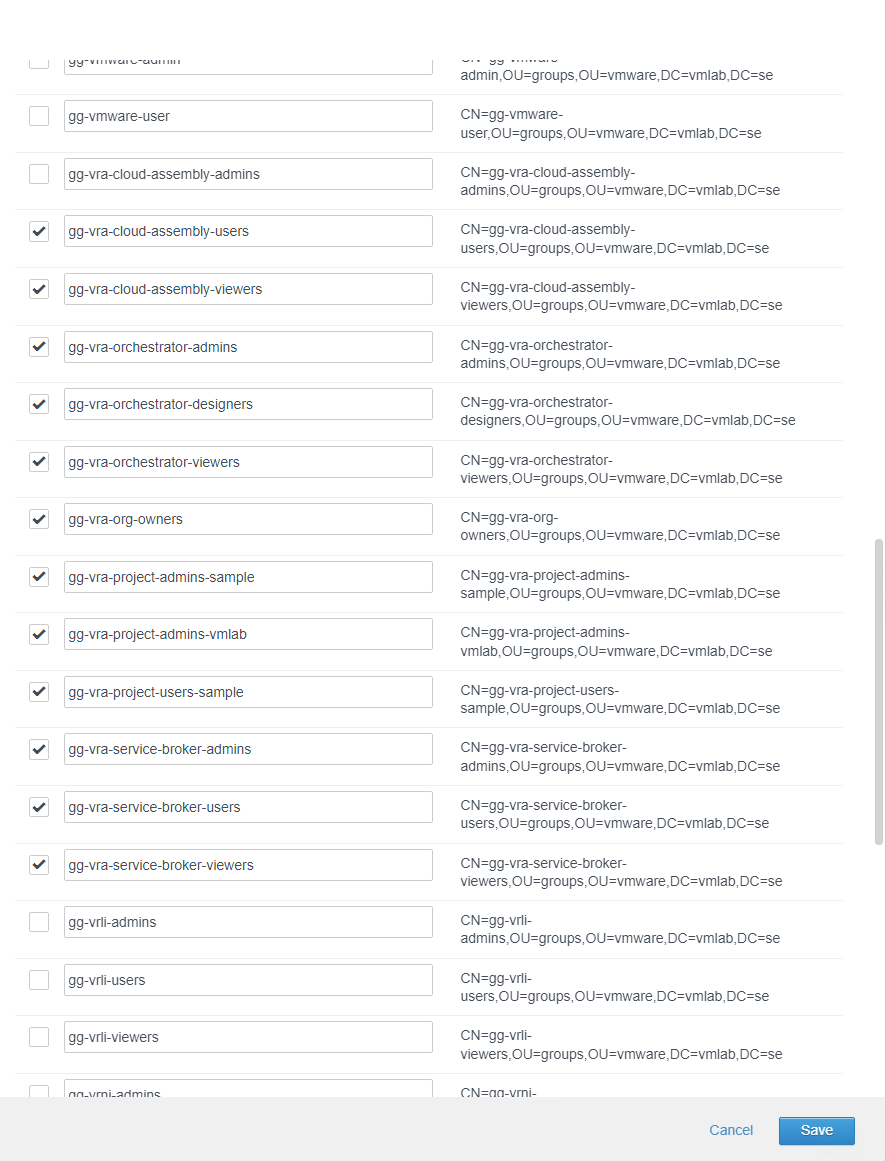 gg-vmware-admin
CN=gg-vmware-
admin,OU=groups,OU=vmware,DC=vmlab,DC=se
gg-vmware-user
CN=gg-vmware-
user,OU=groups,OU=vmware,DC=vmlab,DC=se
gg-vra-cloud-assembly-admins
CN=gg-vra-cloud-assembly-
admins,OU=groups,OU=vmware,DC=vmlab,DC=se
gg-vra-cloud-assembly-users
CN=gg-vra-cloud-assembly-
users,OU=groups,OU=vmware,DC=vmlab,DC=se
gg-vra-cloud-assembly-viewers
CN=gg-vra-cloud-assembly-
viewers,OU=groups,OU=vmware,DC=vmlab,DC=se
gg-vra-orchestrator-admins
CN=gg-vra-orchestrator-
admins,OU=groups,OU=vmware,DC=vmlab,DC=se
gg-vra-orchestrator-designers
CN=gg-vra-orchestrator-
designers,OU=groups,OU=vmware,DC=vmlab,DC=se
gg-vra-orchestrator-viewers
CN=gg-vra-orchestrator-
viewers,OU=groups,OU=vmware,DC=vmlab,DC=se
gg-vra-org-owners
CN=gg-vra-org-
owners,OU=groups,OU=vmware,DC=vmlab,DC=se
gg-vra-project-admins-sample
CN=gg-vra-project-admins-
sample,OU=groups,OU=vmware,DC=vmlab,DC=se
gg-vra-project-admins-vmlab
CN=gg-vra-project-admins-
vmlab,OU=groups,OU=vmware,DC=vmlab,DC=se
gg-vra-project-users-sample
CN=gg-vra-project-users-
sample,OU=groups,OU=vmware,DC=vmlab,DC=se
gg-vra-service-broker-admins
CN=gg-vra-service-broker-
admins,OU=groups,OU=vmware,DC=vmlab,DC=se
gg-vra-service-broker-users
CN=gg-vra-service-broker-
users,OU=groups,OU=vmware,DC=vmlab,DC=se
gg-vra-service-broker-viewers
CN=gg-vra-service-broker-
viewers,OU=groups,OU=vmware,DC=vmlab,DC=se
gg-vrli-admins
CN=gg-vrli-
admins,OU=groups,OU=vmware,DC=vmlab,DC=se
gg-vrli-users
CN=gg-vrli-
users,OU=groups,OU=vmware,DC=vmlab,DC=se
gg-vrli-viewers
CN=gg-vrli-
viewers,OU=groups,OU=vmware,DC=vmlab,DC=se
gg-vrni-admins
CN=gg-vrni-
Cancel
Save